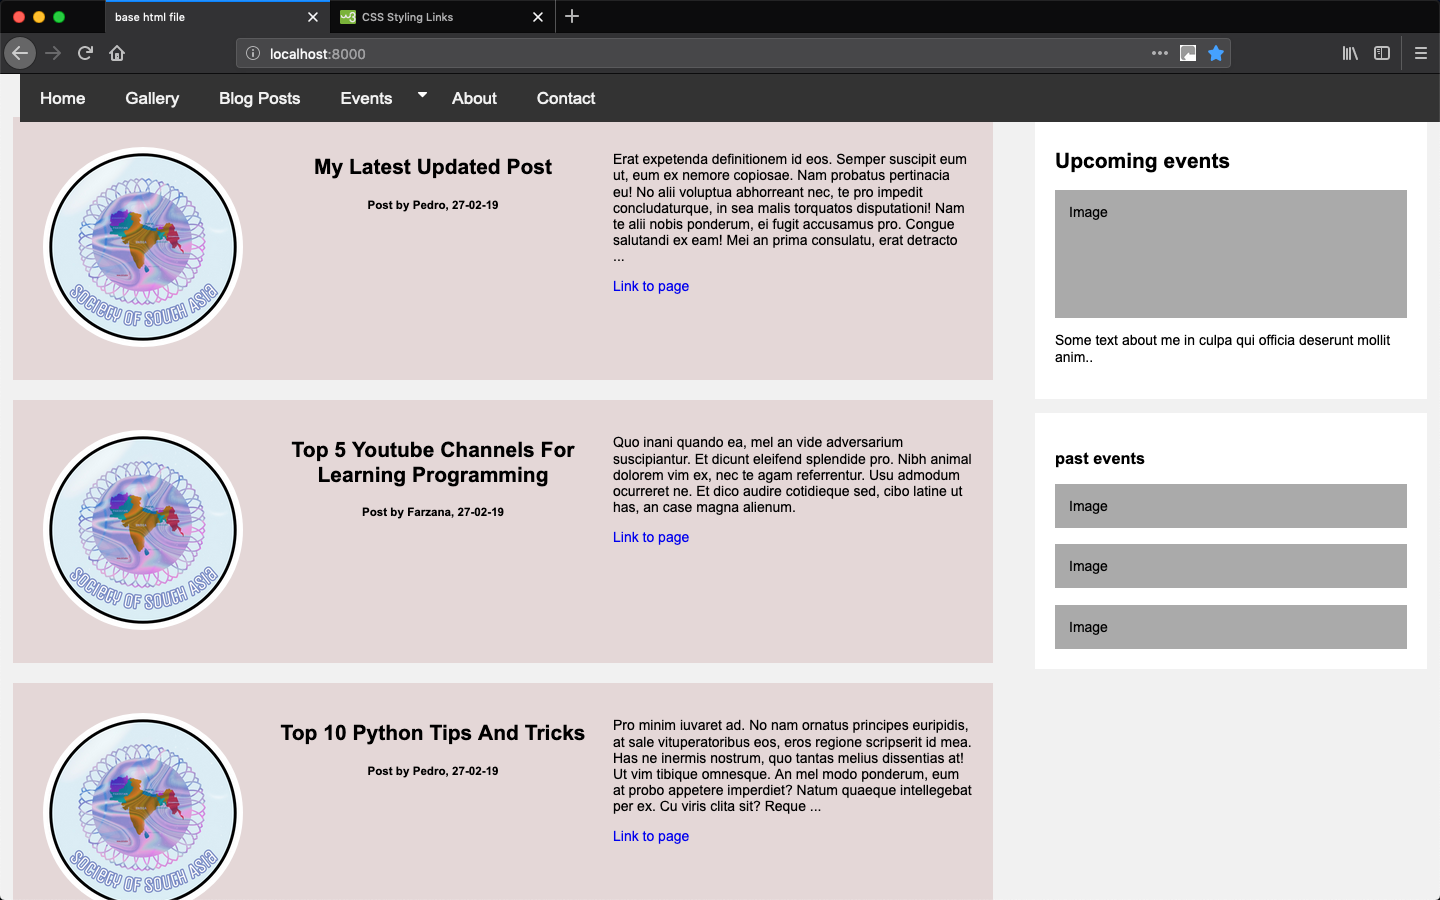 base html file
CSS Styling Links
localhost:8000
Home Gallery Blog Posts Events About Contact
My Latest Updated Post
Post by Pedro, 27-02-19
Erat expetenda definitionem id eos. Semper suscipit eum
ut, eum ex nemore copiosae. Nam probatus pertinacia
eu! No alii voluptua abhorreant nec, te pro impedit
concludaturque, in sea malis torquatos disputationi! Nam
te alii nobis ponderum, ei fugit accusamus pro. Congue
salutandi ex eam! Mei an prima consulatu, erat detracto
...
Link to page
SOCIETY OF SOUTH ASIA
Top 5 Youtube Channels For
Learning Programming
Post by Farzana, 27-02-19
Quo inani quando ea, mel an vide adversarium
suscipiantur. Et dicunt eleifend splendide pro. Nibh animal
dolorem vim ex, nec te agam referrentur. Usu admodum
ocurreret ne. Et dico audire cotidieque sed, cibo latine ut
has, an case magna alienum.
Link to page
SOCIETY OF SOUTH ASIA
Top 10 Python Tips And Tricks
Post by Pedro, 27-02-19
Pro minim iuvaret ad. No nam ornatus principes euripidis,
at sale vituperatoribus eos, eros regione scripserit id mea.
Has ne inermis nostrum, quo tantas melius dissentias at!
Ut vim tibique omnesque. An mel modo ponderum, eum
at probo appetere imperdiet? Natum quaeque intellegebat
per ex. Cu viris clita sit? Reque ...
Link to page
SOCIETY OF SOUTH ASIA
Upcoming events
Image
Some text about me in culpa qui officia deserunt mollit
anim..
past events
Image
Image
Image